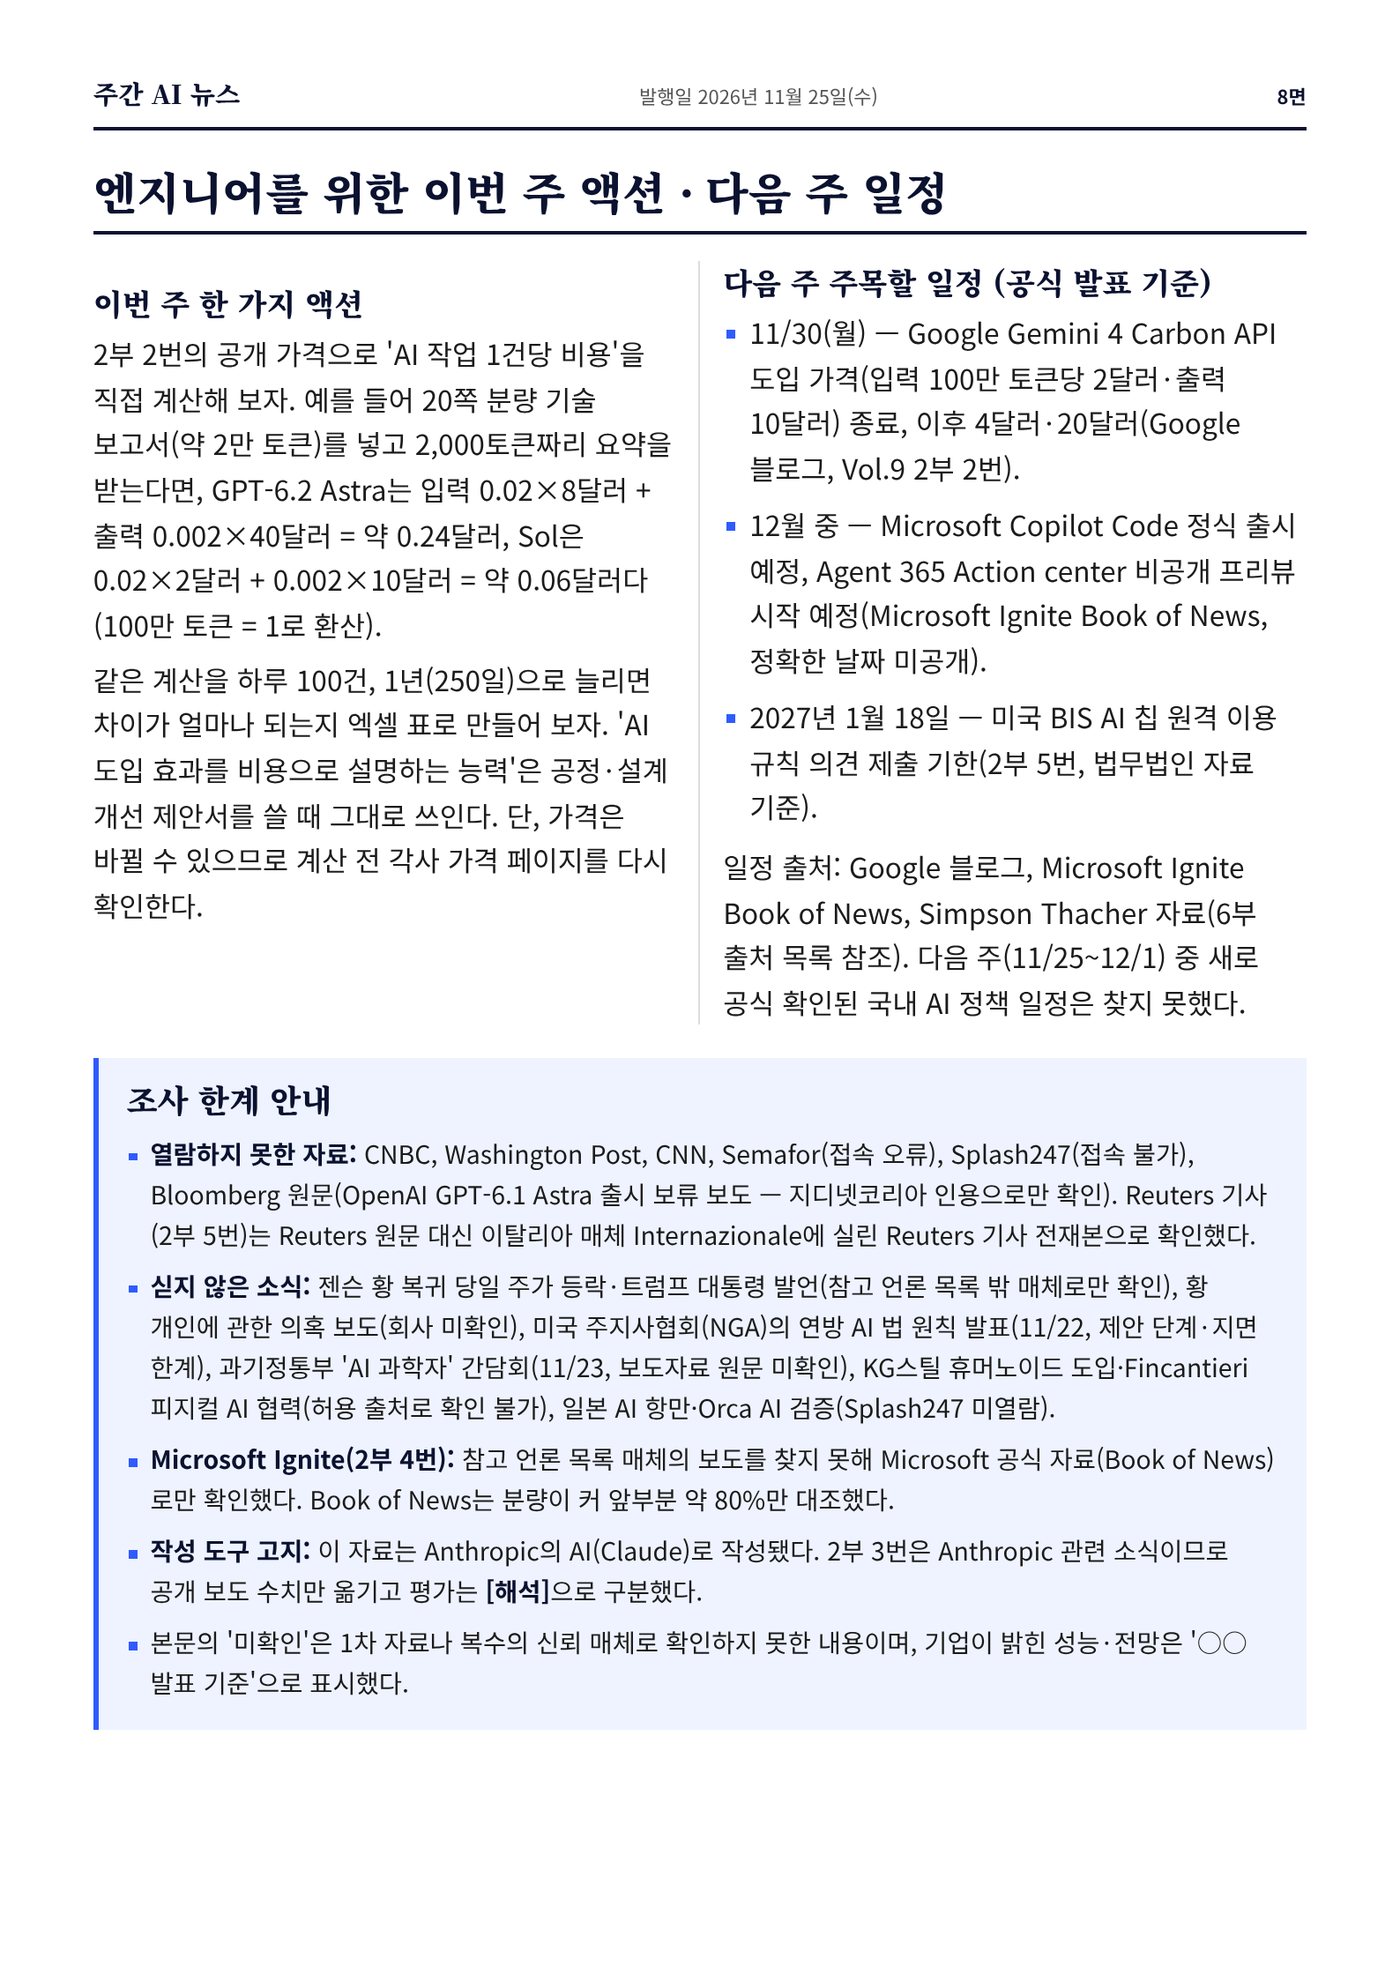 주간 AI 뉴스
발행일 2026년 11월 25일(수)
8면
엔지니어를 위한 이번 주 액션 · 다음 주 일정
이번 주 한 가지 액션
2부 2번의 공개 가격으로 'AI 작업 1건당 비용'을
직접 계산해 보자. 예를 들어 20쪽 분량 기술
보고서(약 2만 토큰)를 넣고 2,000토큰짜리 요약을
받는다면, GPT-6.2 Astra는 입력 0.02×8달러 +
출력 0.002×40달러 = 약 0.24달러, Sol은
0.02×2달러 + 0.002×10달러 = 약 0.06달러다
(100만 토큰 = 1로 환산).
같은 계산을 하루 100건, 1년(250일)으로 늘리면
차이가 얼마나 되는지 엑셀 표로 만들어 보자. 'AI
도입 효과를 비용으로 설명하는 능력'은 공정·설계
개선 제안서를 쓸 때 그대로 쓰인다. 단, 가격은
바뀔 수 있으므로 계산 전 각사 가격 페이지를 다시
확인한다.
다음 주 주목할 일정 (공식 발표 기준)
▪ 11/30(월) — Google Gemini 4 Carbon API
도입 가격(입력 100만 토큰당 2달러·출력
10달러) 종료, 이후 4달러·20달러(Google
블로그, Vol.9 2부 2번).
▪ 12월 중 — Microsoft Copilot Code 정식 출시
예정, Agent 365 Action center 비공개 프리뷰
시작 예정(Microsoft Ignite Book of News,
정확한 날짜 미공개).
▪ 2027년 1월 18일 — 미국 BIS AI 칩 원격 이용
규칙 의견 제출 기한(2부 5번, 법무법인 자료
기준).
일정 출처: Google 블로그, Microsoft Ignite
Book of News, Simpson Thacher 자료(6부
출처 목록 참조). 다음 주(11/25~12/1) 중 새로
공식 확인된 국내 AI 정책 일정은 찾지 못했다.
조사 한계 안내
▪ 열람하지 못한 자료: CNBC, Washington Post, CNN, Semafor(접속 오류), Splash247(접속 불가),
Bloomberg 원문(OpenAI GPT-6.1 Astra 출시 보류 보도 — 지디넷코리아 인용으로만 확인). Reuters 기사
(2부 5번)는 Reuters 원문 대신 이탈리아 매체 Internazionale에 실린 Reuters 기사 전재본으로 확인했다.
▪ 싣지 않은 소식: 젠슨 황 복귀 당일 주가 등락·트럼프 대통령 발언(참고 언론 목록 밖 매체로만 확인), 황
개인에 관한 의혹 보도(회사 미확인), 미국 주지사협회(NGA)의 연방 AI 법 원칙 발표(11/22, 제안 단계·지면
한계), 과기정통부 'AI 과학자' 간담회(11/23, 보도자료 원문 미확인), KG스틸 휴머노이드 도입·Fincantieri
피지컬 AI 협력(허용 출처로 확인 불가), 일본 AI 항만·Orca AI 검증(Splash247 미열람).
▪ Microsoft Ignite(2부 4번): 참고 언론 목록 매체의 보도를 찾지 못해 Microsoft 공식 자료(Book of News)
로만 확인했다. Book of News는 분량이 커 앞부분 약 80%만 대조했다.
▪ 작성 도구 고지: 이 자료는 Anthropic의 AI(Claude)로 작성됐다. 2부 3번은 Anthropic 관련 소식이므로
공개 보도 수치만 옮기고 평가는 [해석]으로 구분했다.
▪ 본문의 '미확인'은 1차 자료나 복수의 신뢰 매체로 확인하지 못한 내용이며, 기업이 밝힌 성능·전망은 '○○
발표 기준'으로 표시했다.